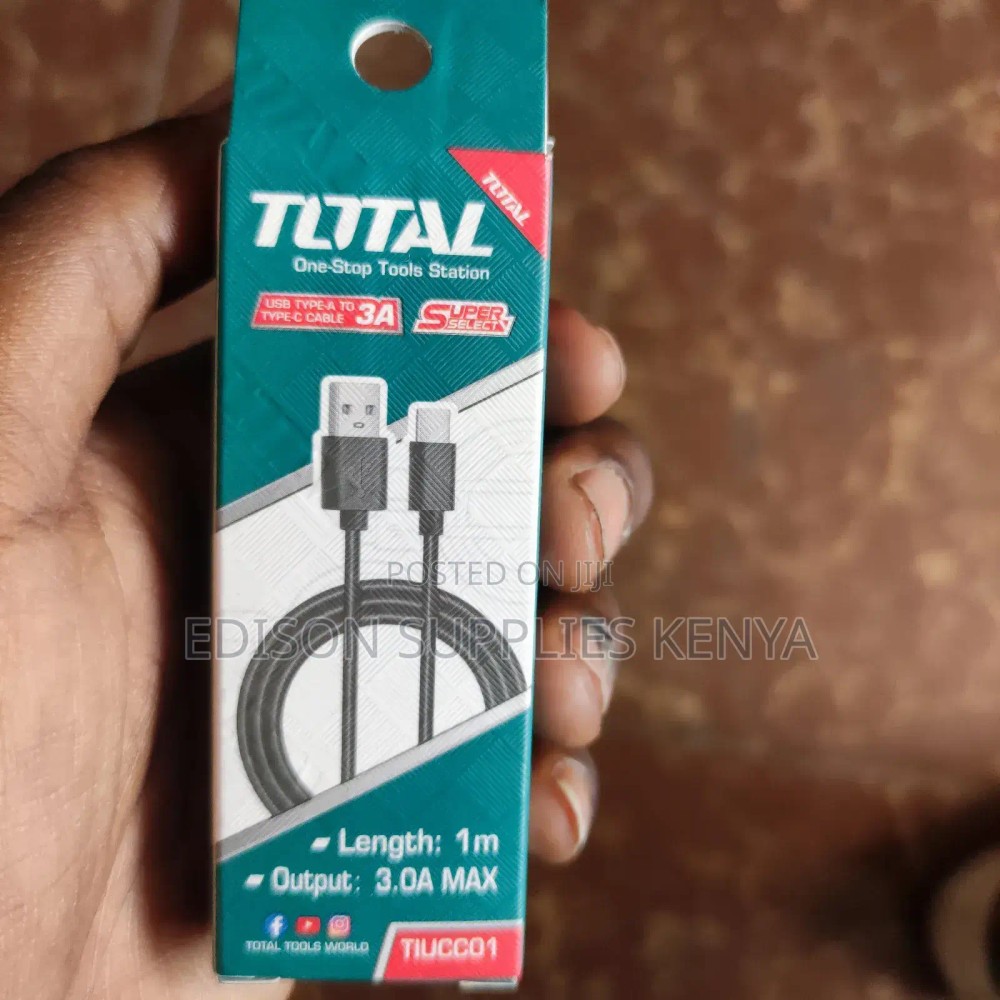 TOTAL
TOTAL
One-Stop Tools Station
USB TYPE-A TO
TYPE-C CABLE 3A
SUPER
SELECT
POSTED ON JIJI
EDISON SUPPLIES KENYA
Length: 1m
Output: 3.0A MAX
TOTAL TOOLS WORLD
TIUCC01